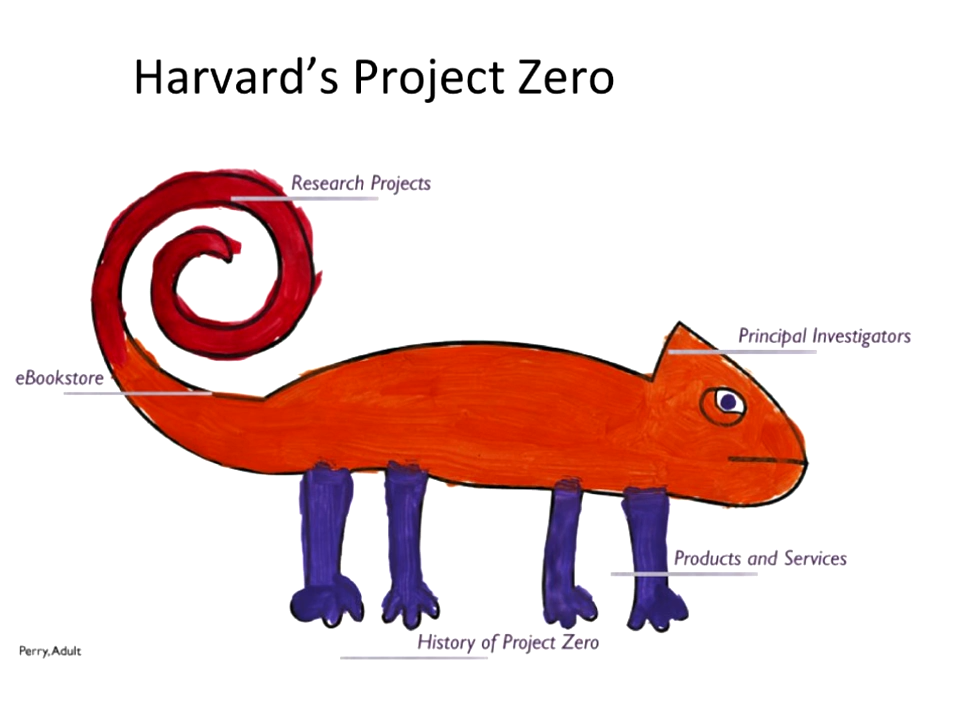 Harvard’s Project Zero
Research Projects
Principal Investigators
eBookstore
Products and Services
History of Project Zero
Perry, Adult